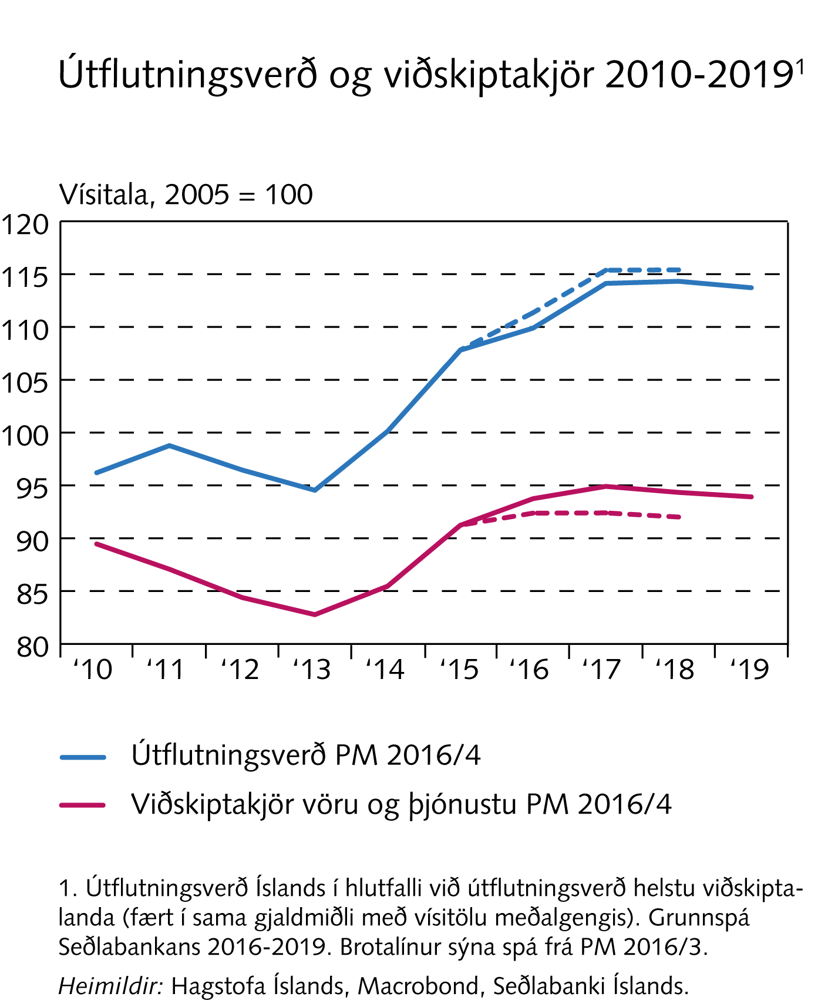 Útflutningsverð og viðskiptakjör 2010-2019¹
Vísitala, 2005 = 100
120
115
110
105
100
95
90
85
80
‘10 ‘11 ‘12 ‘13 ‘14 ‘15 ‘16 ‘17 ‘18 ‘19
Útflutningsverð PM 2016/4
Viðskiptakjör vöru og þjónustu PM 2016/4
1. Útflutningsverð Íslands í hlutfalli við útflutningsverð helstu viðskipta-
landa (fært í sama gjaldmiðli með vísitölu meðalgengis). Grunnspá
Seðlabankans 2016-2019. Brotalínur sýna spá frá PM 2016/3.
Heimildir: Hagstofa Íslands, Macrobond, Seðlabanki Íslands.